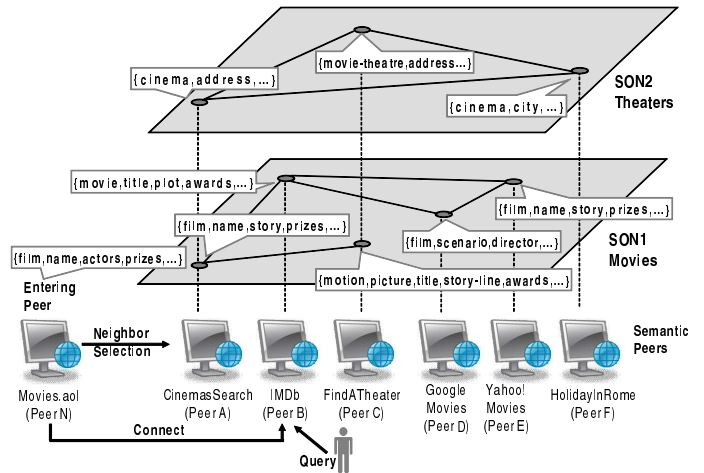 {movie-theatre,address...}
{cinema,address,...}
SON2
Theaters
{cinema,city,...}
{movie,title,plot,awards,...}
{film,name,story,prizes,...}
{film,name,story,prizes,...}
{film,scenario,director,...}
SON1
Movies
{film,name,actors,prizes,...}
{motion,picture,title,story-line,awards,...}
Entering
Peer
Neighbor
Selection
Semantic
Peers
Movies.aol
(Peer N)
CinemasSearch
(Peer A)
IMDb
(Peer B)
FindATheater
(Peer C)
Google
Movies
(Peer D)
Yahoo!
Movies
(Peer E)
HolidayInRome
(Peer F)
Connect
Query